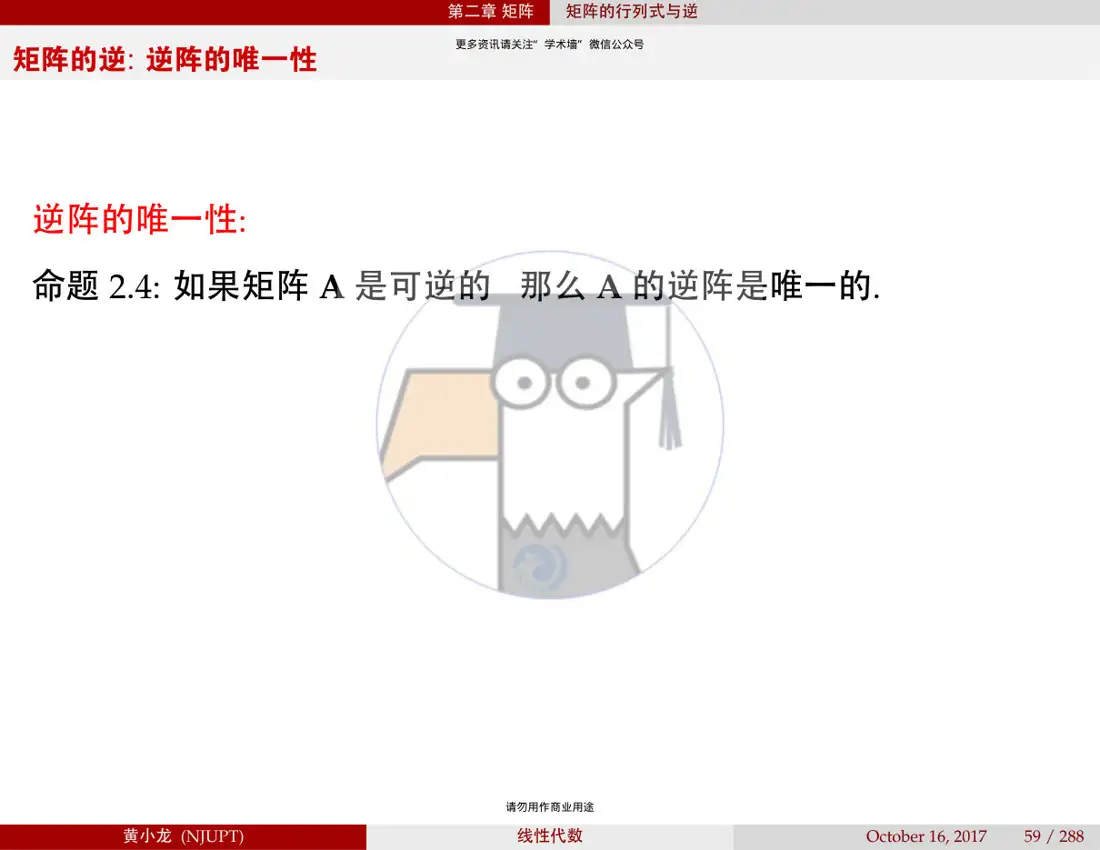 第二章 矩阵 矩阵的行列式与逆
更多资讯请关注“学术墙”微信公众号
矩阵的逆: 逆阵的唯一性
逆阵的唯一性:
命题 2.4: 如果矩阵 A 是可逆的 那么 A 的逆阵是唯一的.
请勿用作商业用途
黄小龙 (NJUPT) 线性代数 October 16, 2017 59 / 288